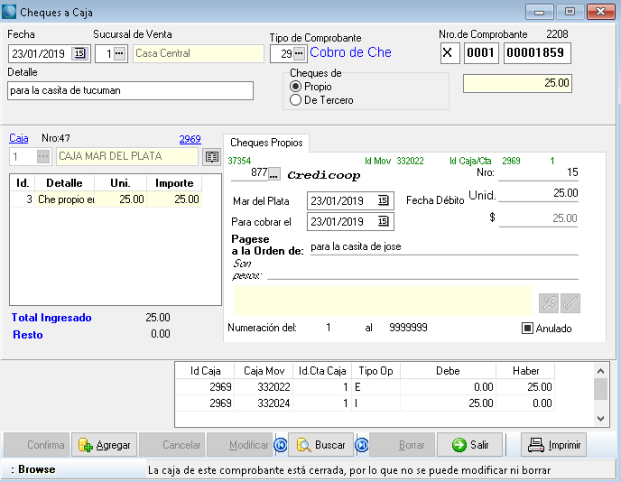 Cheques a Caja
Fecha Sucursal de Venta Tipo de Comprobante Nro.de Comprobante 2208
23/01/2019 15 1 ... Casa Central 29 ... Cobro de Che X 0001 00001859
Detalle Cheques de
para la casita de tucuman Propio 25.00
De Tercero
Caja Nro:47 2969 Cheques Propios
1 ... CAJA MAR DEL PLATA
37354 Id Mov 332022 Id Caja/Cta 2969 1
877 ... Credicoop Nro: 15
Id. Detalle Uni. Importe
3 Che propio e 25.00 25.00
Mar del Plata 23/01/2019 15 Fecha Débito Unid. 25.00
Para cobrar el 23/01/2019 15 $ 25.00
Pagese
a la Orden de: para la casita de jose
Son
pesos:
Total Ingresado 25.00
Resto 0.00
Numeración del: 1 al 9999999 Anulado
Id Caja Caja Mov Id.Cta Caja Tipo Op Debe Haber
2969 332022 1 E 0.00 25.00
2969 332024 1 I 25.00 0.00
Confirma Agregar Cancelar Modificar Buscar Borrar Salir Imprimir
: Browse La caja de este comprobante está cerrada, por lo que no se puede modificar ni borrar